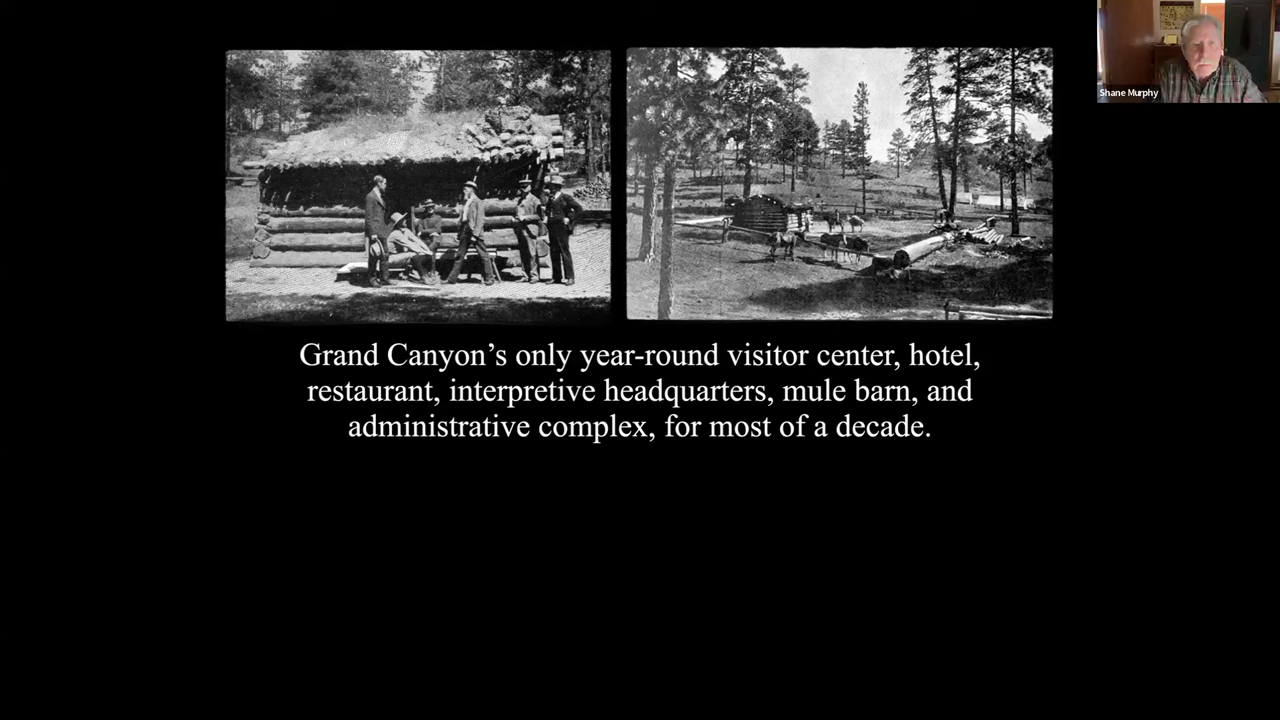 Shane Murphy
Grand Canyon’s only year-round visitor center, hotel,
restaurant, interpretive headquarters, mule barn, and
administrative complex, for most of a decade.